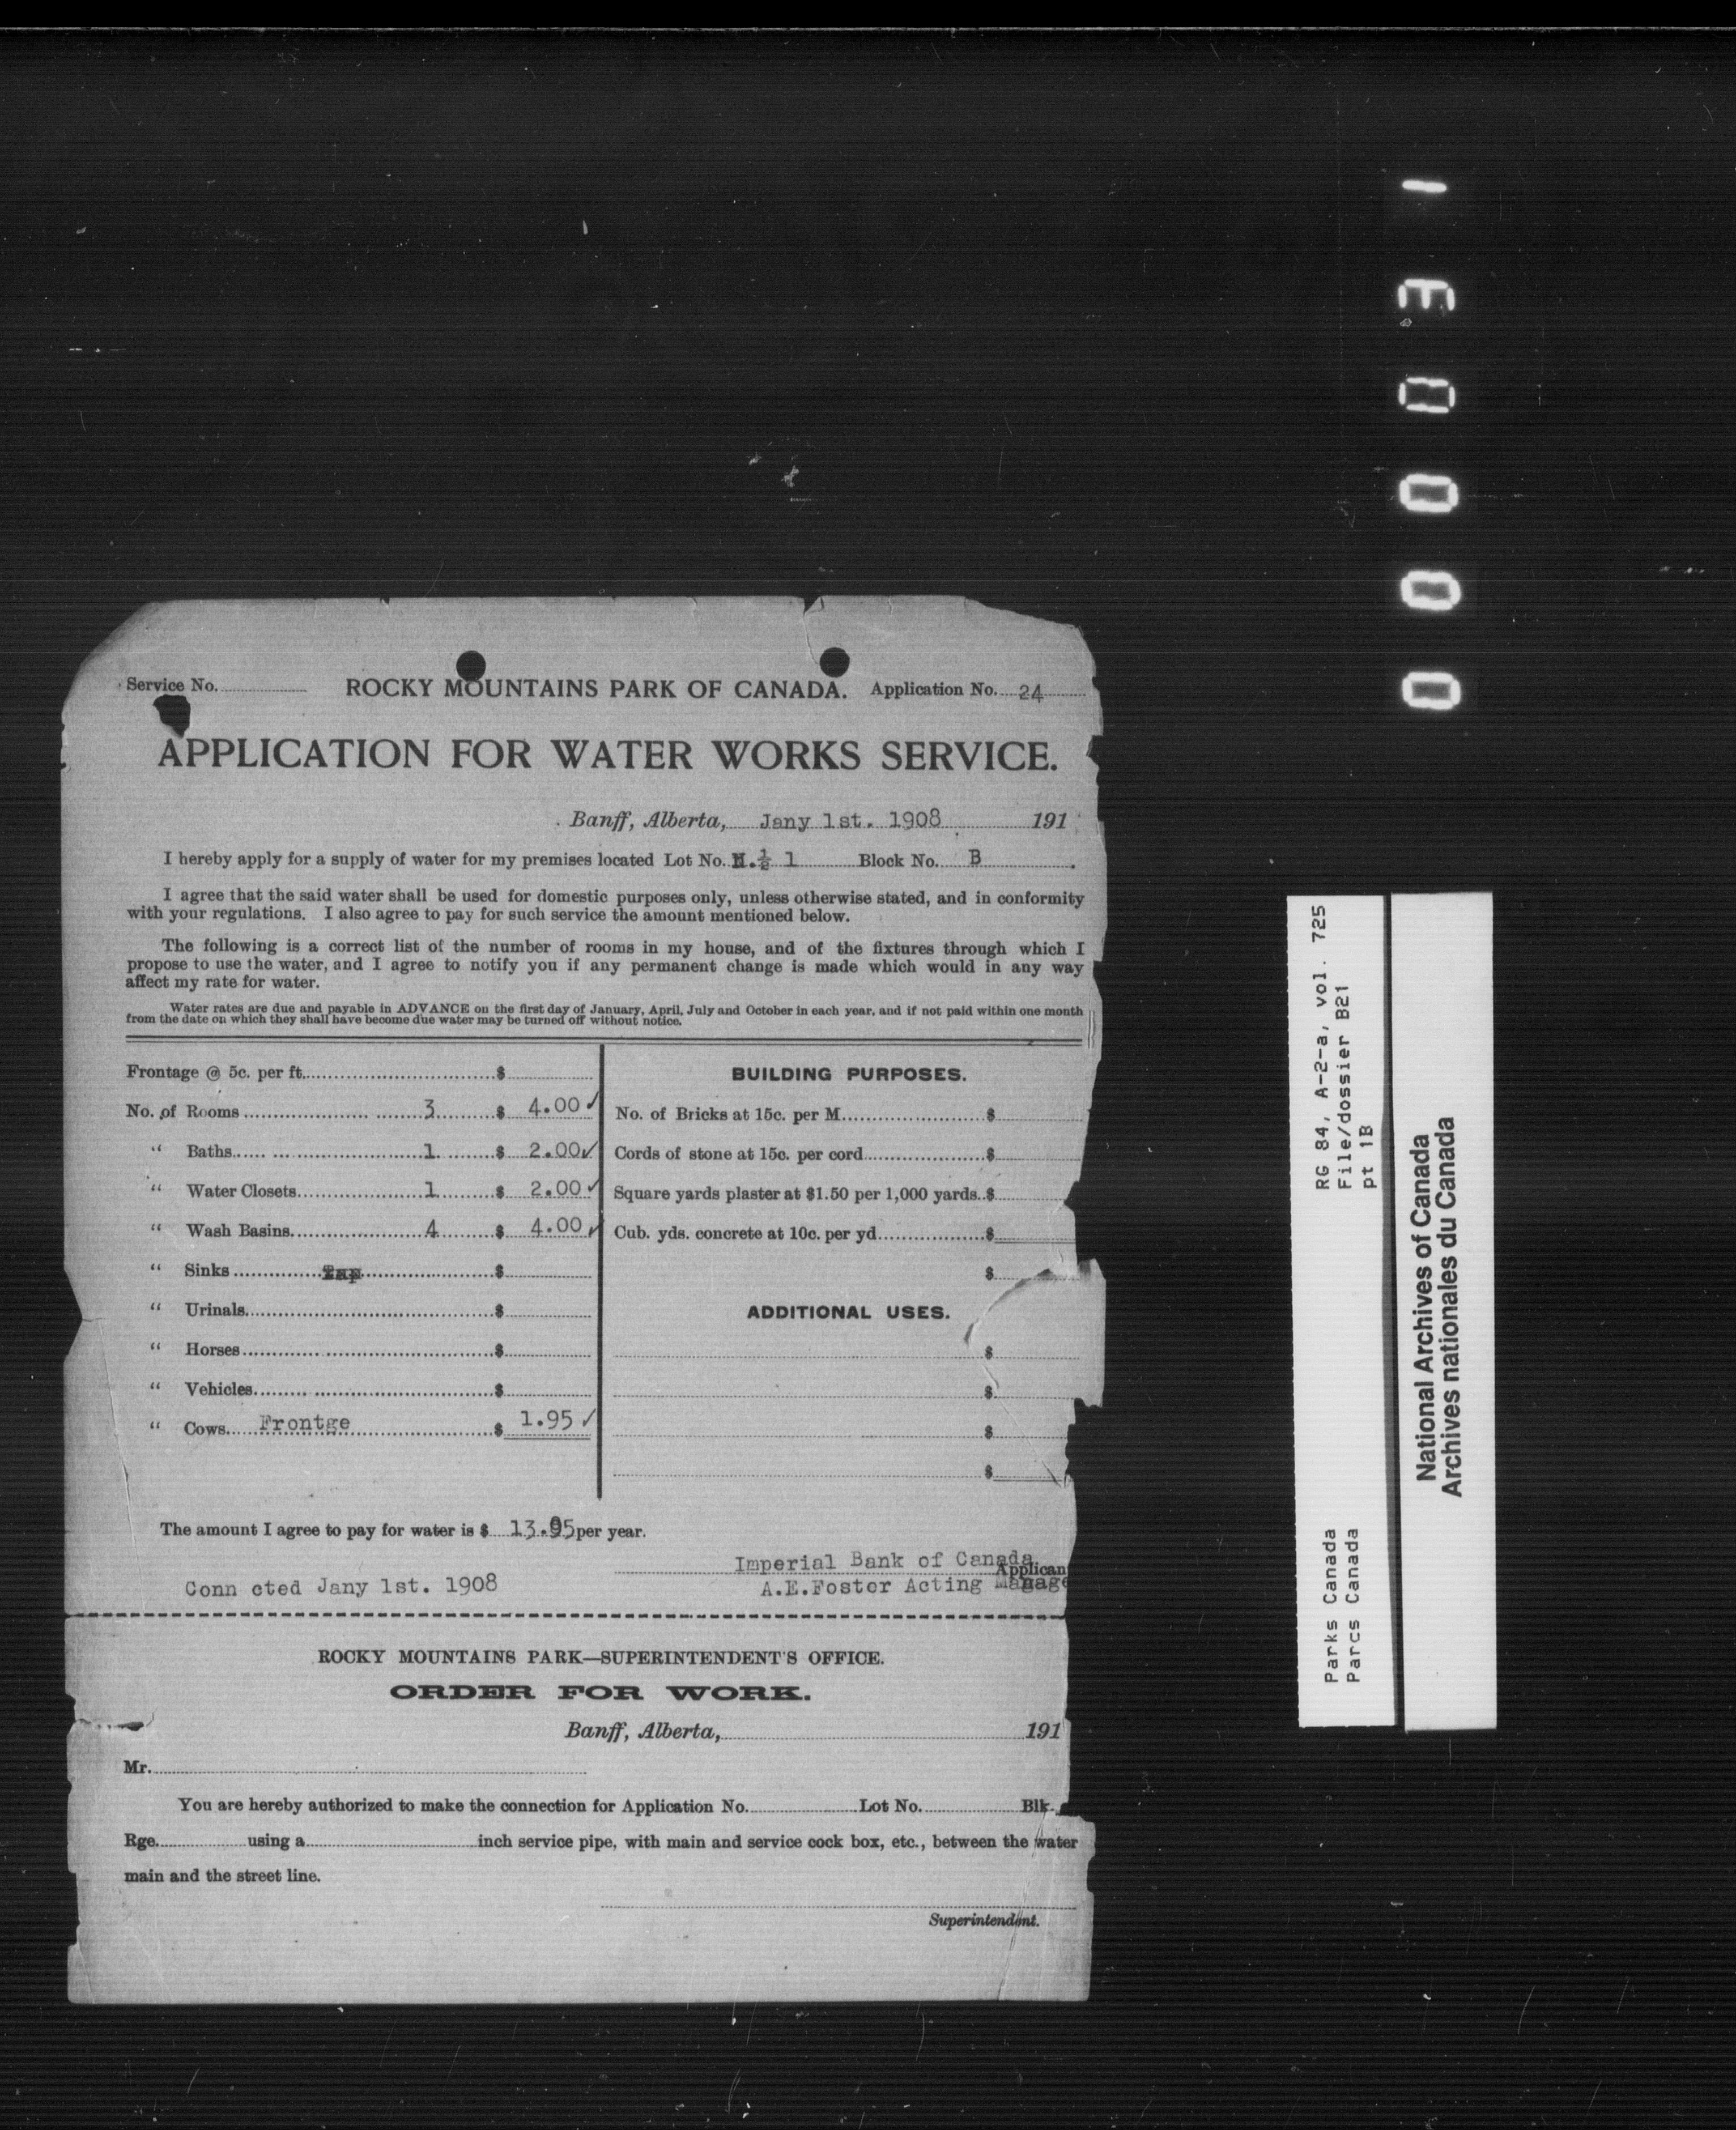 Service No. ROCKY MOUNTAINS PARK OF CANADA. Application No. 24
APPLICATION FOR WATER WORKS SERVICE.
Banff, Alberta, Jany 1st. 1908 191
I hereby apply for a supply of water for my premises located Lot No. ½ 1 Block No. B
I agree that the said water shall be used for domestic purposes only, unless otherwise stated, and in conformity
with your regulations. I also agree to pay for such service the amount mentioned below.
The following is a correct list of the number of rooms in my house, and of the fixtures through which I
propose to use the water, and I agree to notify you if any permanent change is made which would in any way
affect my rate for water.
Water rates are due and payable in ADVANCE on the first day of January, April, July and October in each year, and if not paid within one month
from the date on which they shall have become due water may be turned off without notice.
Frontage @ 5c. per ft. $
No. of Rooms 3 $ 4.00 ✓
" Baths 1 $ 2.00 ✓
" Water Closets 1 $ 2.00 ✓
" Wash Basins 4 $ 4.00 ✓
" Sinks $
" Urinals $
" Horses $
" Vehicles $
" Cows Frontge $ 1.95 ✓
BUILDING PURPOSES.
No. of Bricks at 15c. per M. $
Cords of stone at 15c. per cord $
Square yards plaster at $1.50 per 1,000 yards. $
Cub. yds. concrete at 10c. per yd. $
$
ADDITIONAL USES.
$
$
$
$
The amount I agree to pay for water is $ 13.95 per year.
Imperial Bank of Canada
Applican
Conn cted Jany 1st. 1908 A.E.Foster Acting Manage
ROCKY MOUNTAINS PARK—SUPERINTENDENT'S OFFICE.
ORDER FOR WORK.
Banff, Alberta, 191
Mr.
You are hereby authorized to make the connection for Application No. Lot No. Blk.
Rge. using a inch service pipe, with main and service cock box, etc., between the water
main and the street line.
Superintendent.
000031
RG 84, A-2-a, vol. 725
File/dossier B21
pt 1B
Parks Canada
Parcs Canada
National Archives of Canada
Archives nationales du Canada